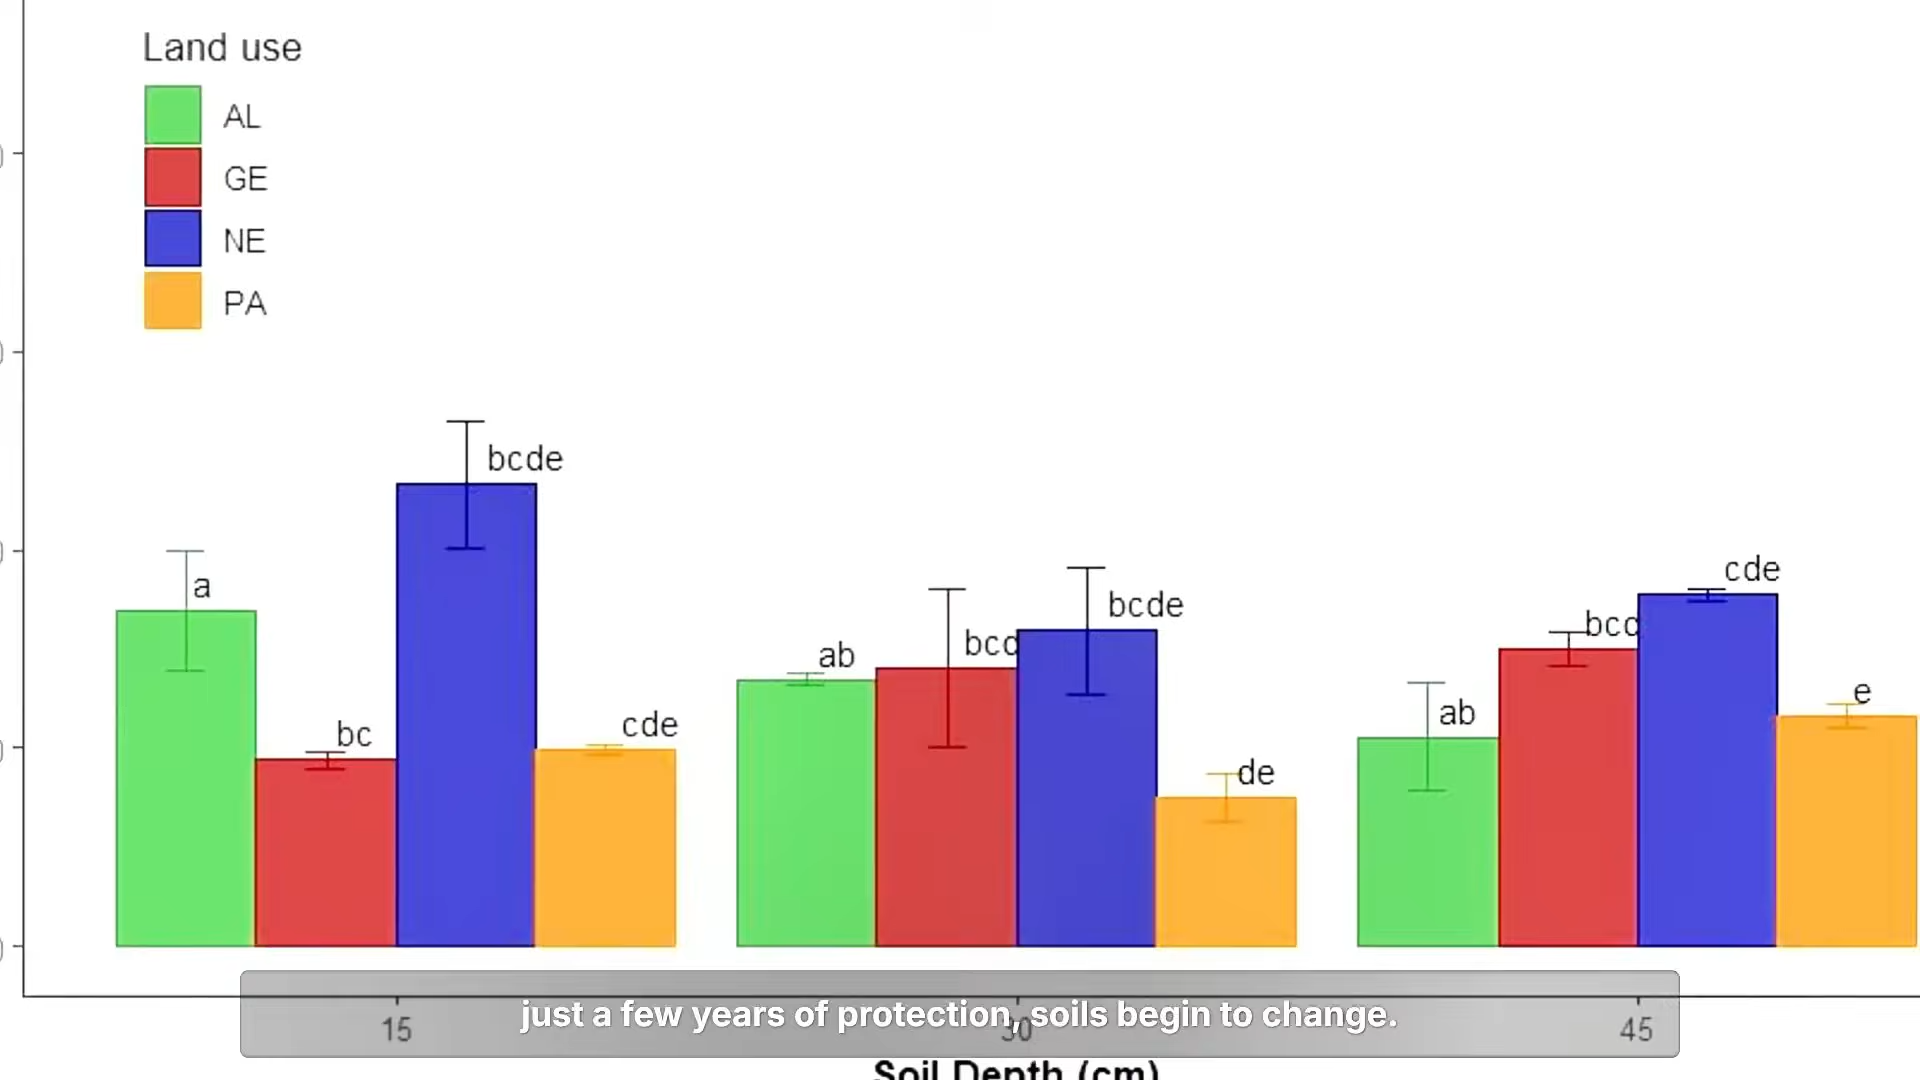 Land use
AL
GE
NE
PA
bcde
a
bc
cde
ab
bcd
bcde
de
ab
bcd
cde
e
just a few years of protection, soils begin to change.
15
30
45
Soil Depth (cm)